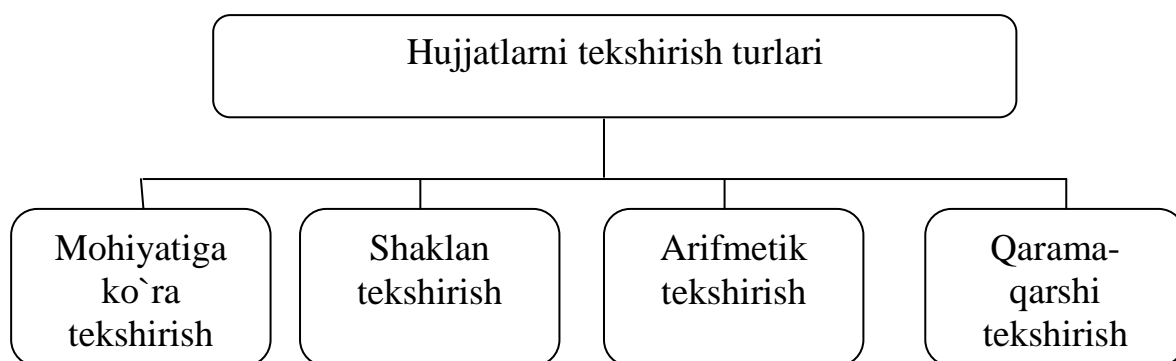 Hujjatlarni tekshirish turlari
Mohiyatiga
ko`ra
tekshirish
Shaklan
tekshirish
Arifmetik
tekshirish
Qarama-
qarshi
tekshirish